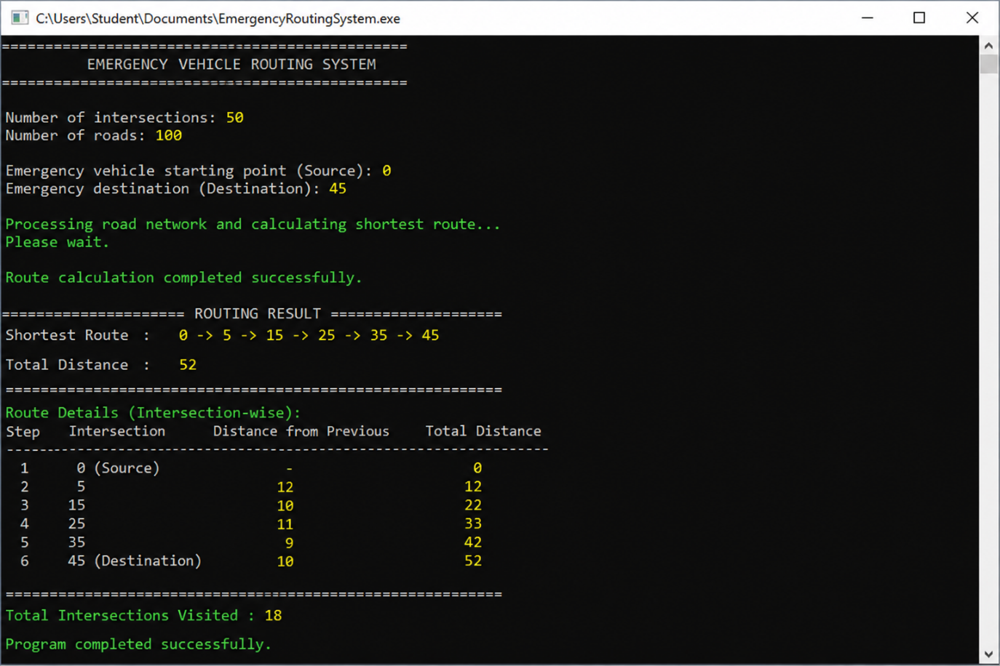 C:\Users\Student\Documents\EmergencyRoutingSystem.exe
==============================================
EMERGENCY VEHICLE ROUTING SYSTEM
==============================================
Number of intersections: 50
Number of roads: 100
Emergency vehicle starting point (Source): 0
Emergency destination (Destination): 45
Processing road network and calculating shortest route...
Please wait.
Route calculation completed successfully.
===================== ROUTING RESULT ====================
Shortest Route : 0 -> 5 -> 15 -> 25 -> 35 -> 45
Total Distance : 52
=========================================================
Route Details (Intersection-wise):
Step Intersection Distance from Previous Total Distance
--------------------------------------------------------------
1 0 (Source) - 0
2 5 12 12
3 15 10 22
4 25 11 33
5 35 9 42
6 45 (Destination) 10 52
=========================================================
Total Intersections Visited : 18
Program completed successfully.